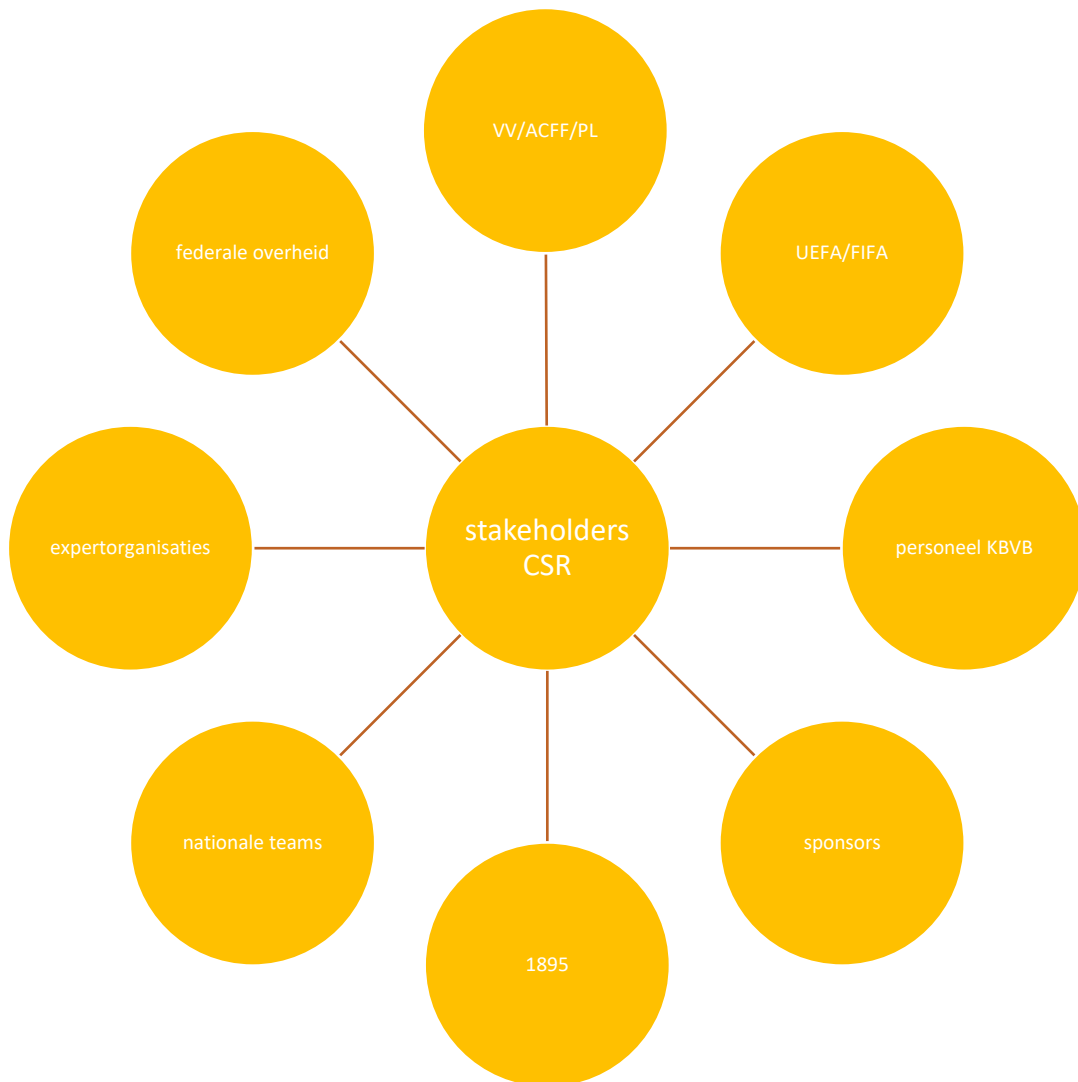 VV/ACFF/PL
federale overheid
UEFA/FIFA
expertorganisaties
stakeholders
CSR
personeel KBVB
nationale teams
sponsors
1895